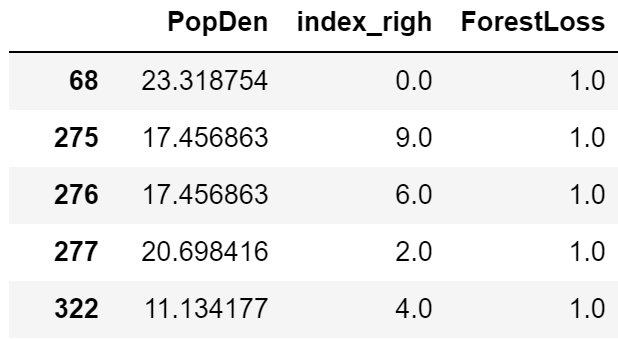 PopDen index_righ ForestLoss
68 23.318754 0.0 1.0
275 17.456863 9.0 1.0
276 17.456863 6.0 1.0
277 20.698416 2.0 1.0
322 11.134177 4.0 1.0